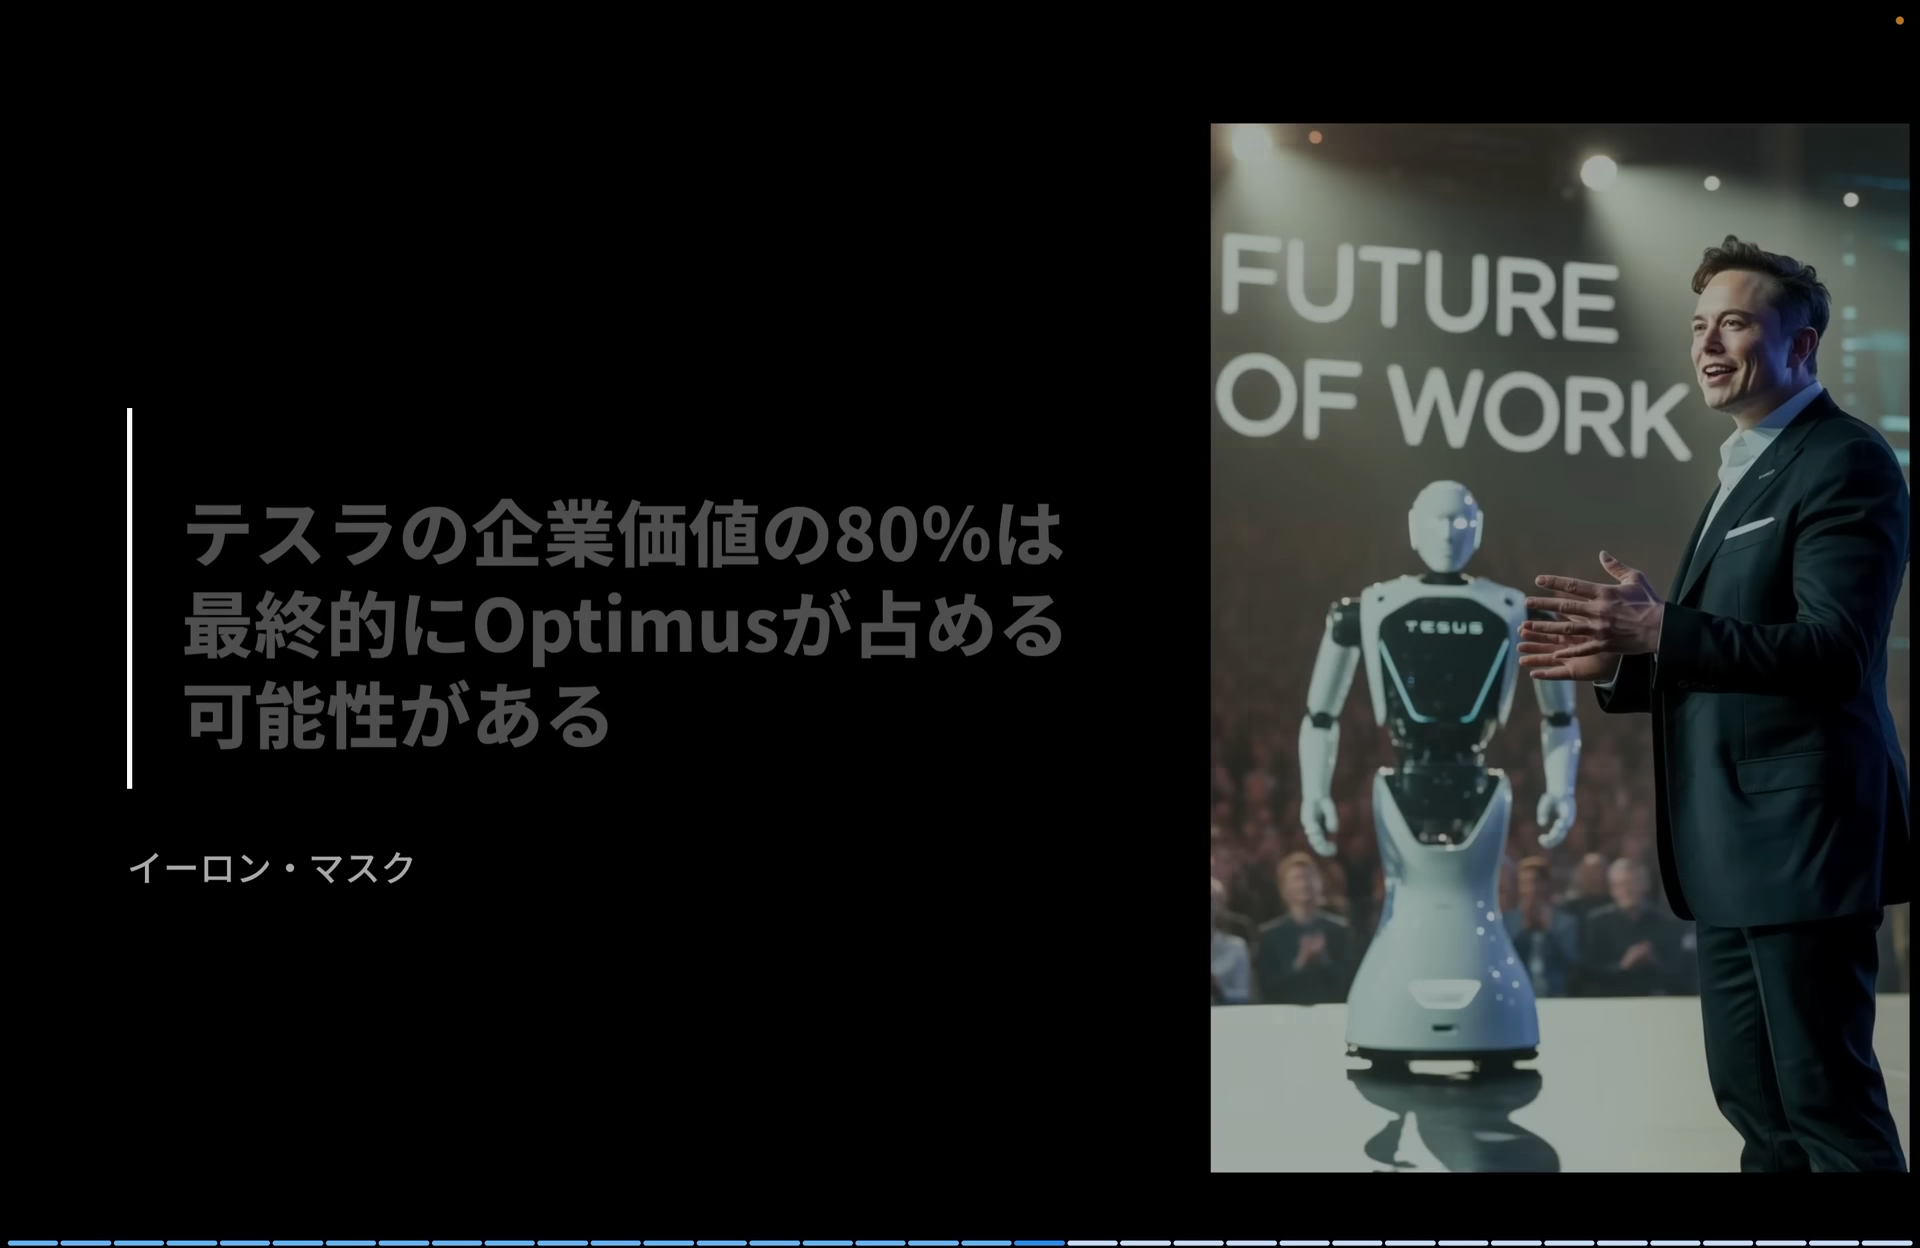 テスラの企業価値の80%は
最終的にOptimusが占める
可能性がある
イーロン・マスク
FUTURE
OF WORK
TESUS